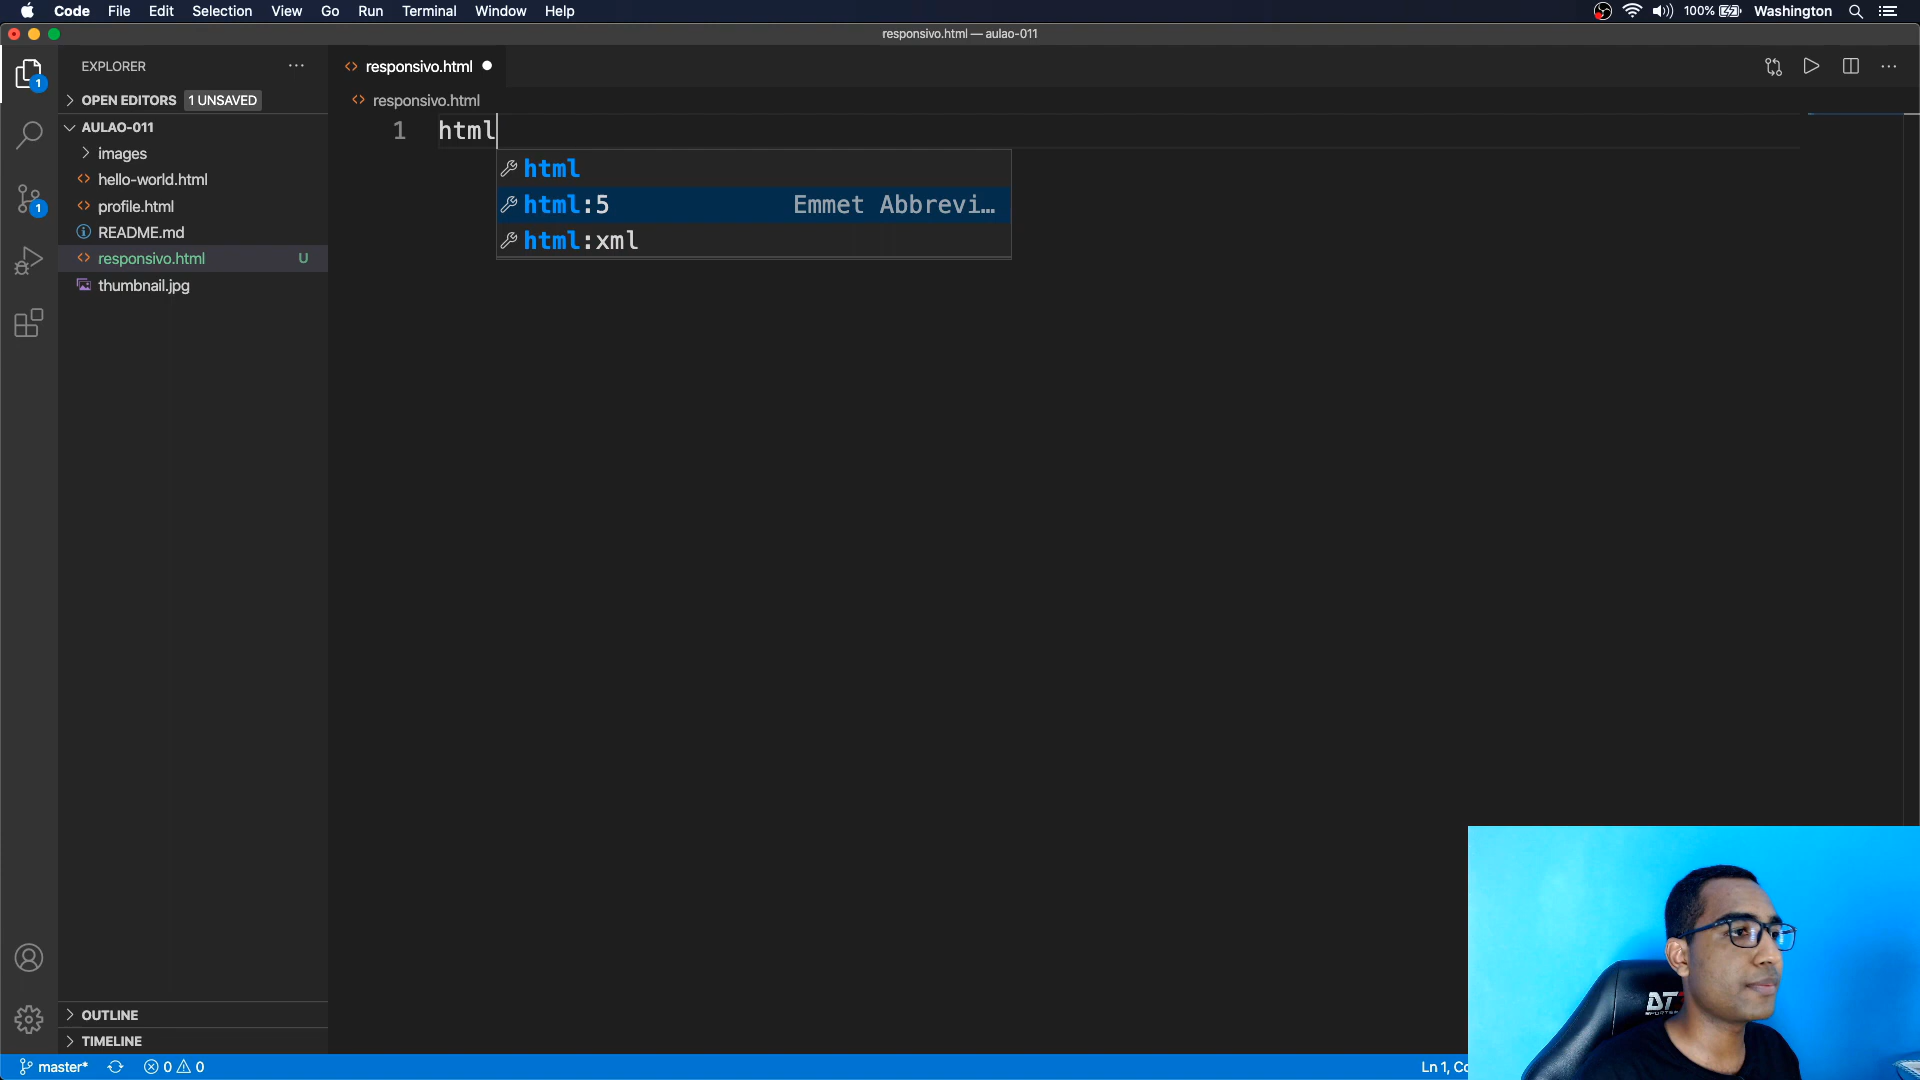 Code File Edit Selection View Go Run Terminal Window Help 100% Washington
responsivo.html — aulao-011
EXPLORER
OPEN EDITORS 1 UNSAVED
AULAO-011
images
hello-world.html
profile.html
README.md
responsivo.html U
thumbnail.jpg
OUTLINE
TIMELINE
1
1
responsivo.html
responsivo.html
1 html
html
html:5 Emmet Abbrevi…
html:xml
master* 0 0
Ln 1, Co